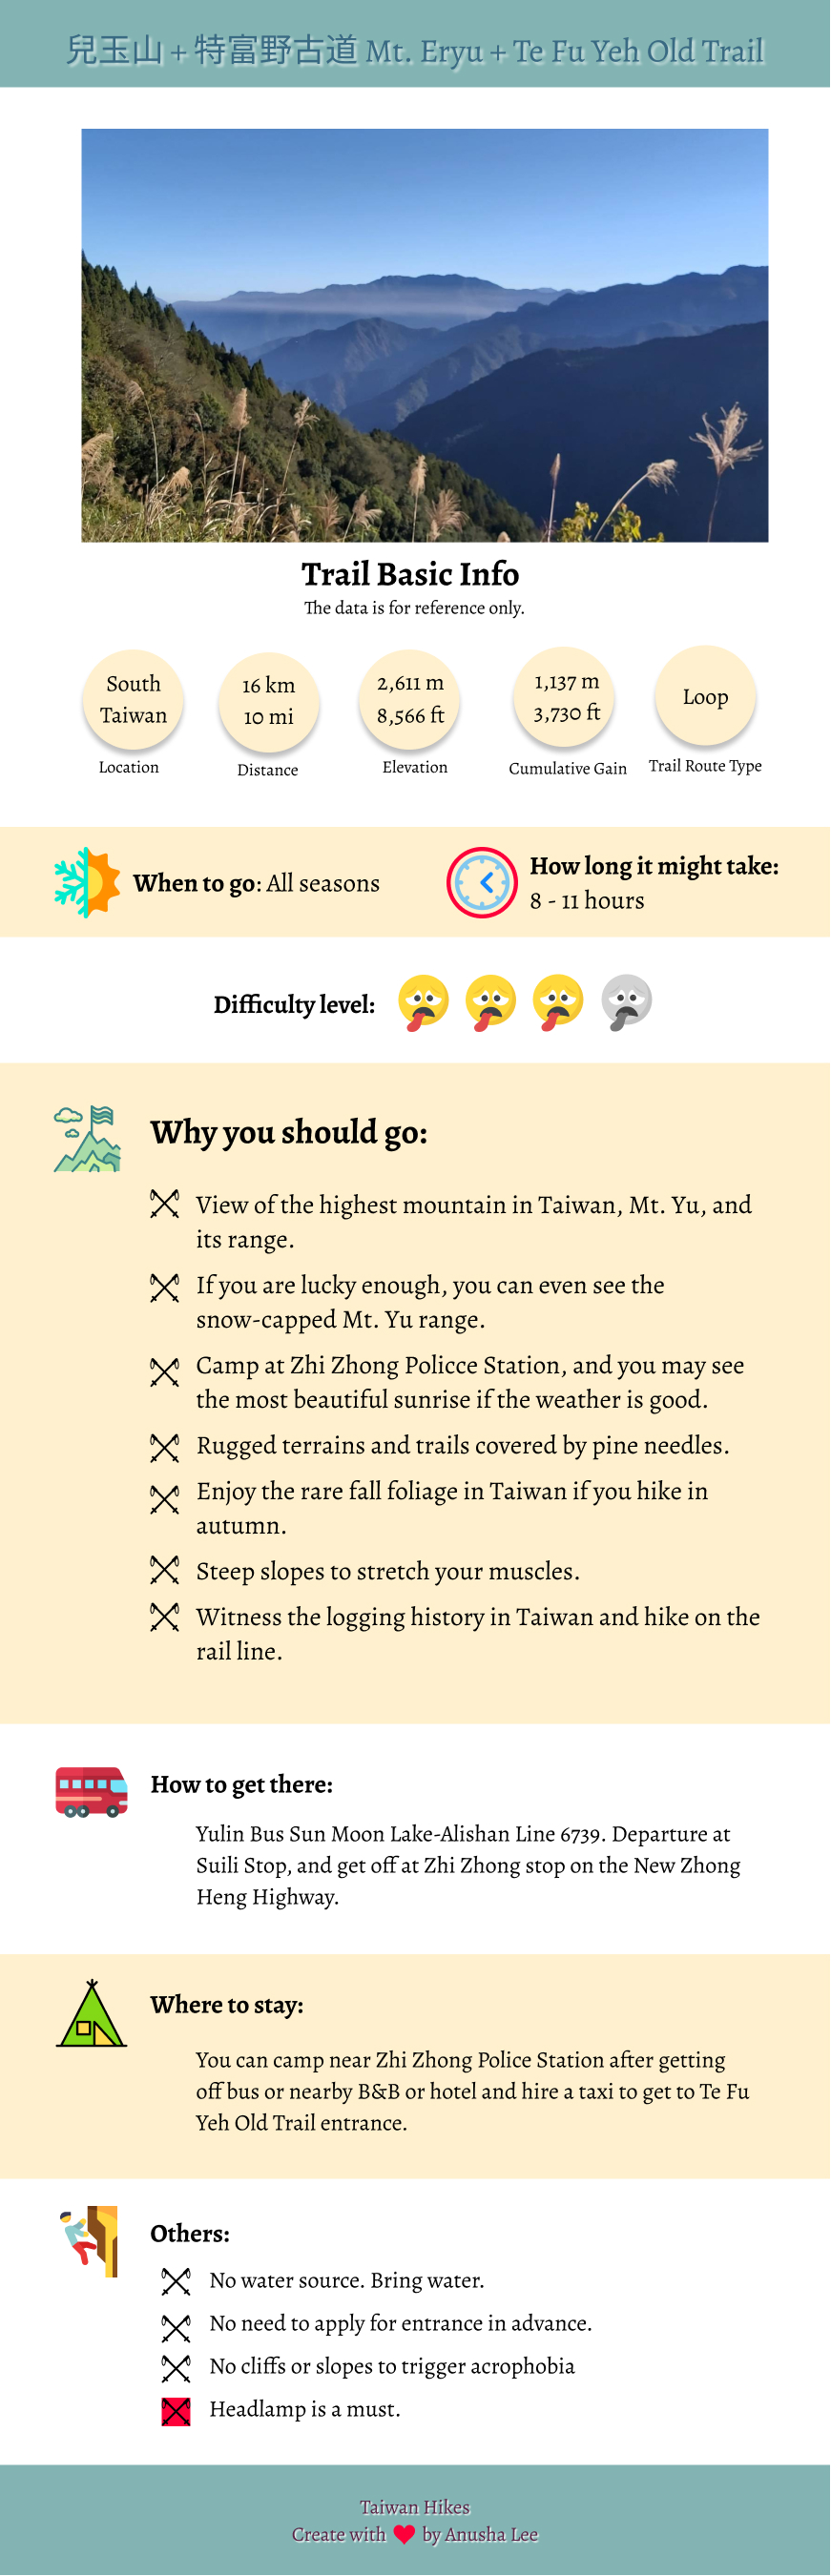 兒玉山 + 特富野古道 Mt. Eryu + Te Fu Yeh Old Trail
Trail Basic Info
The data is for reference only.
South
Taiwan
Location
16 km
10 mi
Distance
2,611 m
8,566 ft
Elevation
1,137 m
3,730 ft
Cumulative Gain
Loop
Trail Route Type
When to go: All seasons
How long it might take:
8 - 11 hours
Difficulty level:
Why you should go:
View of the highest mountain in Taiwan, Mt. Yu, and
its range.
If you are lucky enough, you can even see the
snow-capped Mt. Yu range.
Camp at Zhi Zhong Policce Station, and you may see
the most beautiful sunrise if the weather is good.
Rugged terrains and trails covered by pine needles.
Enjoy the rare fall foliage in Taiwan if you hike in
autumn.
Steep slopes to stretch your muscles.
Witness the logging history in Taiwan and hike on the
rail line.
How to get there:
Yulin Bus Sun Moon Lake-Alishan Line 6739. Departure at
Suili Stop, and get off at Zhi Zhong stop on the New Zhong
Heng Highway.
Where to stay:
You can camp near Zhi Zhong Police Station after getting
off bus or nearby B&B or hotel and hire a taxi to get to Te Fu
Yeh Old Trail entrance.
Others:
No water source. Bring water.
No need to apply for entrance in advance.
No cliffs or slopes to trigger acrophobia
Headlamp is a must.
Taiwan Hikes
Create with ❤ by Anusha Lee